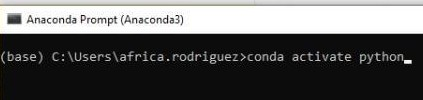 Anaconda Prompt (Anaconda3)
(base) C:\Users\africa.rodriguez>conda activate python